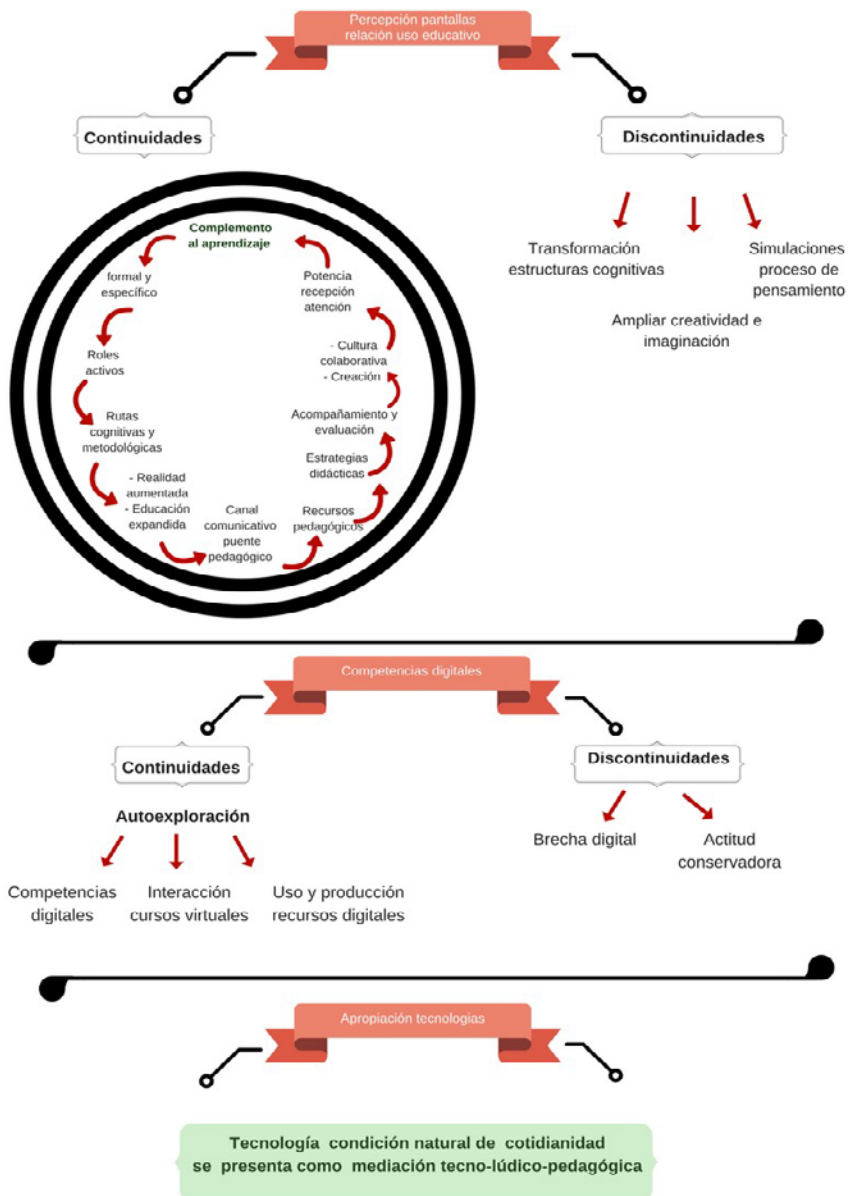 Percepción pantallas
relación uso educativo
Continuidades
Discontinuidades
Transformación
estructuras cognitivas
Ampliar creatividad e
imaginación
Simulaciones
proceso de
pensamiento
Complemento
al aprendizaje
formal y
específico
Roles
activos
Rutas
cognitivas y
metodológicas
- Realidad
aumentada
- Educación
expandida
Canal
comunicativo
puente
pedagógico
Recursos
pedagógicos
Estrategias
didácticas
Acompañamiento y
evaluación
- Cultura
colaborativa
- Creación
Potencia
recepción
atención
Competencias digitales
Continuidades
Autoexploración
Competencias
digitales
Interacción
cursos virtuales
Uso y producción
recursos digitales
Discontinuidades
Brecha digital
Actitud
conservadora
Apropiación tecnologias
Tecnología condición natural de cotidianidad
se presenta como mediación tecno-lúdico-pedagógica